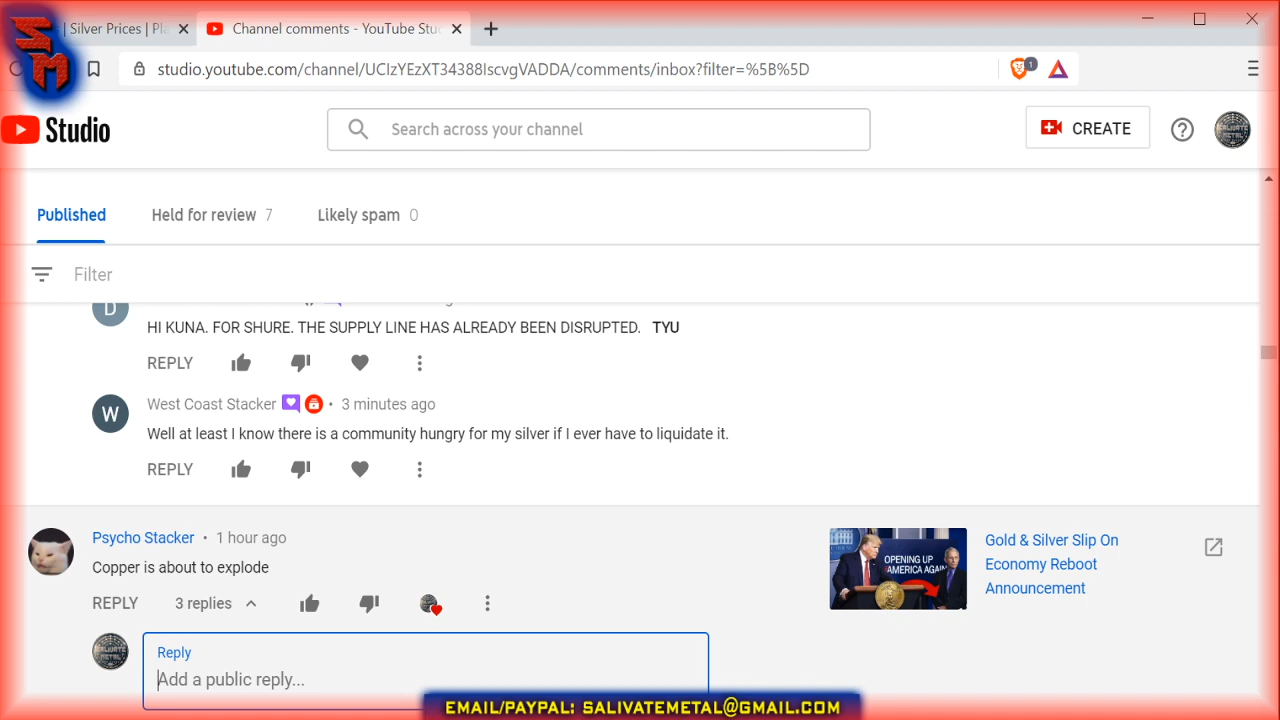 SM
| Silver Prices | Pla
Channel comments - YouTube Stu
studio.youtube.com/channel/UCIzYEzXT34388IscvgVADDA/comments/inbox?filter=%5B%5D
1
Studio
Search across your channel
CREATE
Published
Held for review 7
Likely spam 0
Filter
D
HI KUNA. FOR SHURE. THE SUPPLY LINE HAS ALREADY BEEN DISRUPTED. TYU
REPLY
W
West Coast Stacker • 3 minutes ago
Well at least I know there is a community hungry for my silver if I ever have to liquidate it.
REPLY
Psycho Stacker • 1 hour ago
Copper is about to explode
REPLY 3 replies
OPENING UP
AMERICA AGAIN
Gold & Silver Slip On
Economy Reboot
Announcement
SALIVATE
METAL
Reply
Add a public reply...
EMAIL/PAYPAL: SALIVATEMETAL@GMAIL.COM